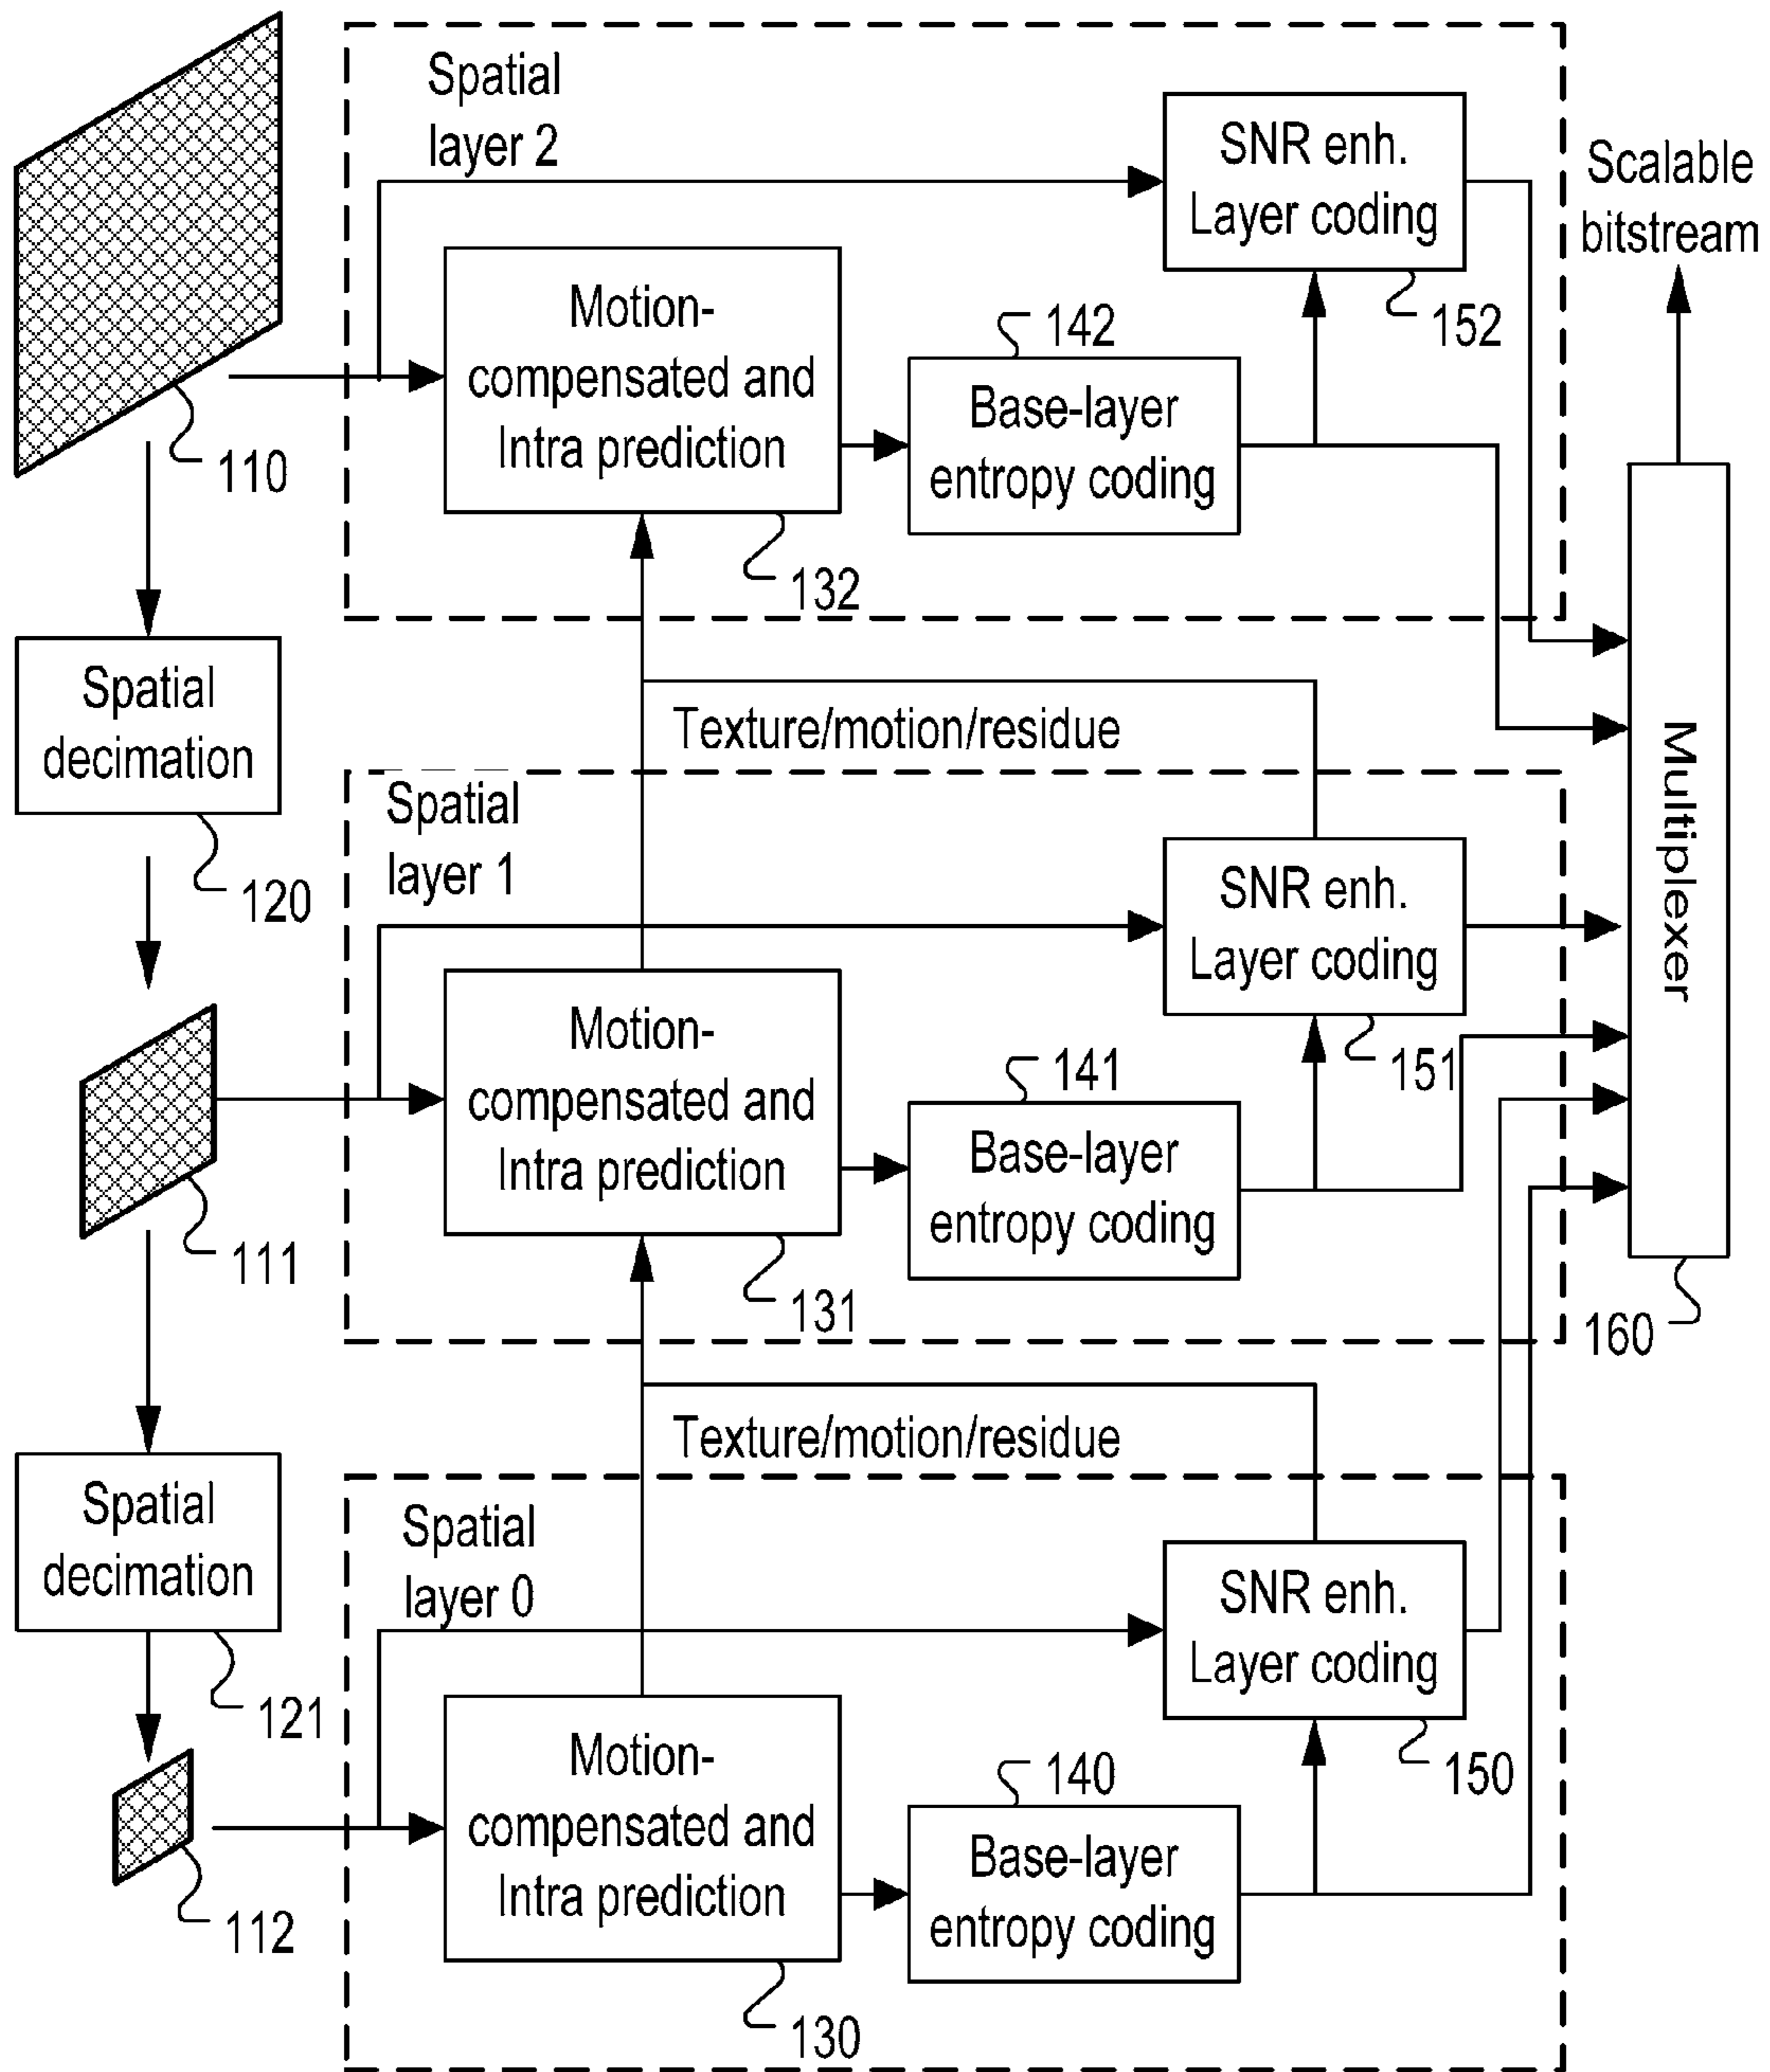 Spatial
layer 2
SNR enh.
Layer coding
Scalable
bitstream
Motion-
compensated and
Intra prediction
142
152
Base-layer
entropy coding
110
132
Spatial
decimation
Texture/motion/residue
Multiplexer
Spatial
layer 1
120
SNR enh.
Layer coding
Motion-
compensated and
Intra prediction
141
151
Base-layer
entropy coding
111
131
160
Texture/motion/residue
Spatial
decimation
Spatial
layer 0
SNR enh.
Layer coding
121
Motion-
compensated and
Intra prediction
140
150
Base-layer
entropy coding
112
130